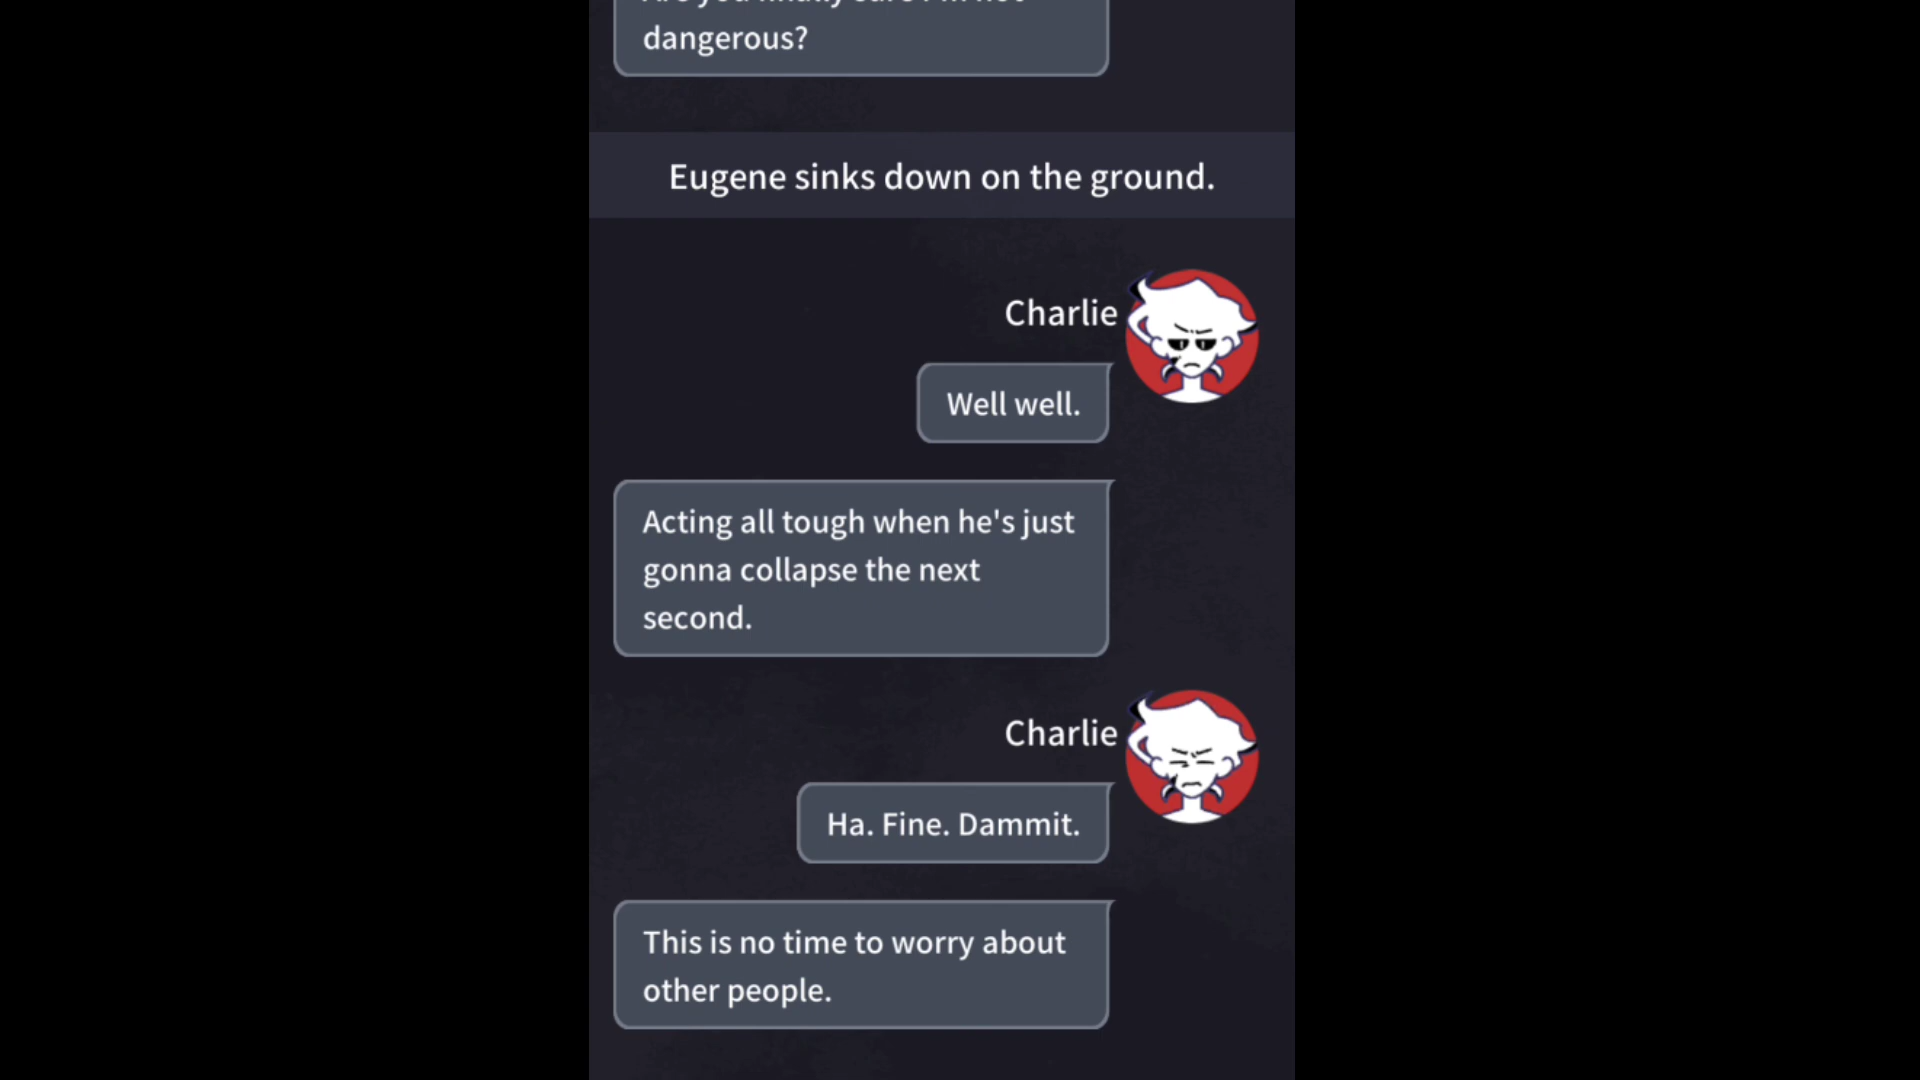 dangerous?
Eugene sinks down on the ground.
Charlie
Well well.
Acting all tough when he's just
gonna collapse the next
second.
Charlie
Ha. Fine. Dammit.
This is no time to worry about
other people.